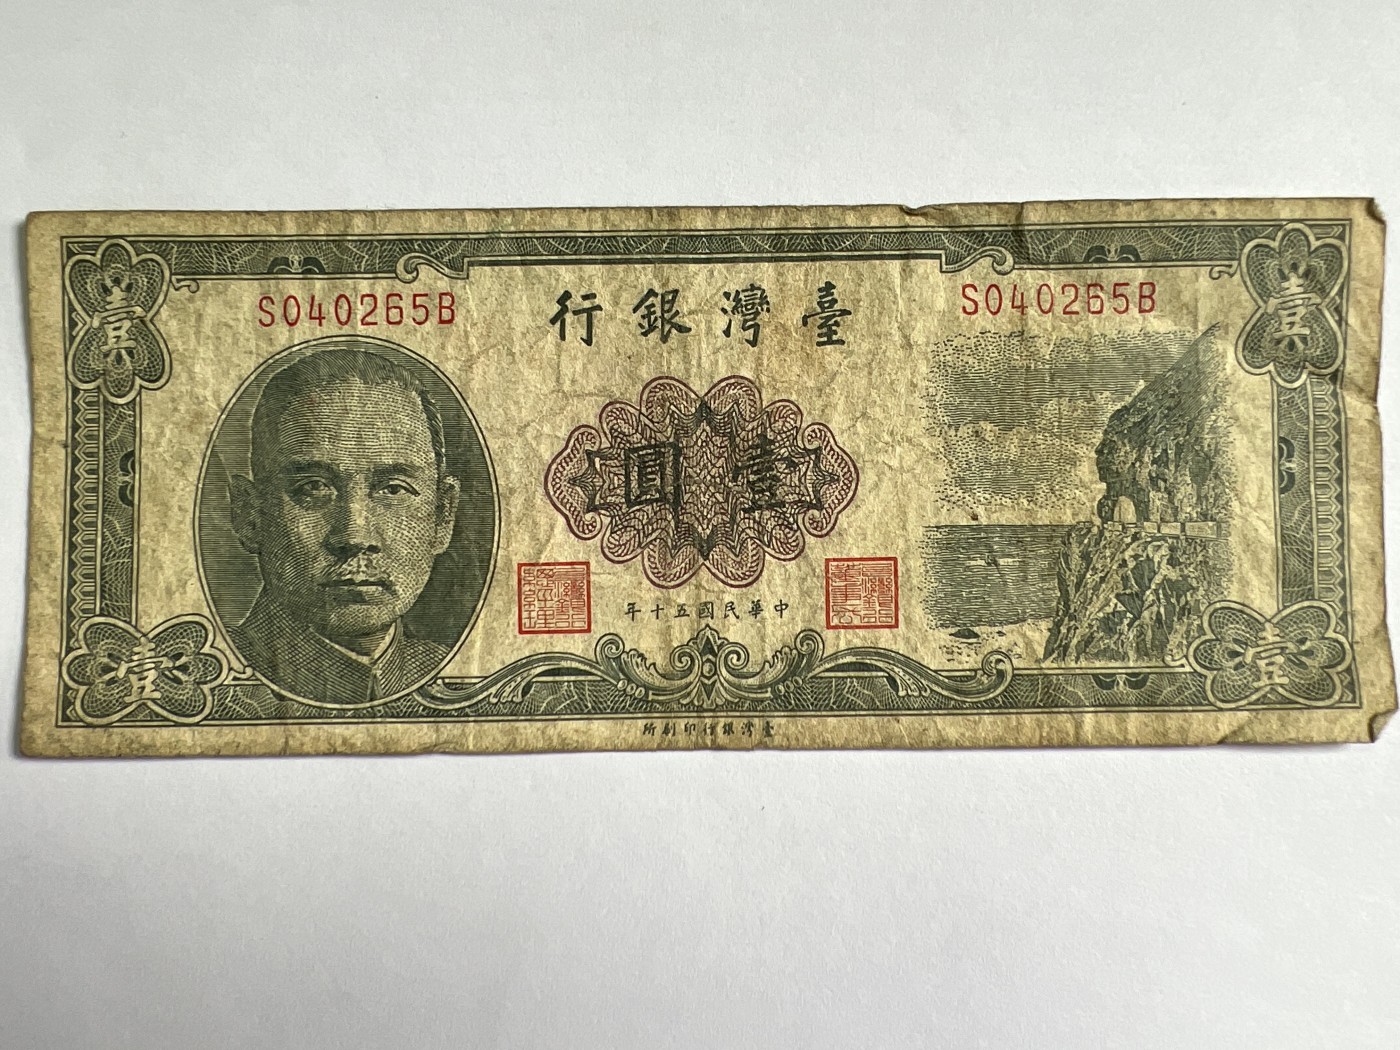 壹
S040265B
臺灣銀行
S040265B
壹
壹圓
中華民國五十年
壹
壹
臺灣銀行印刷所